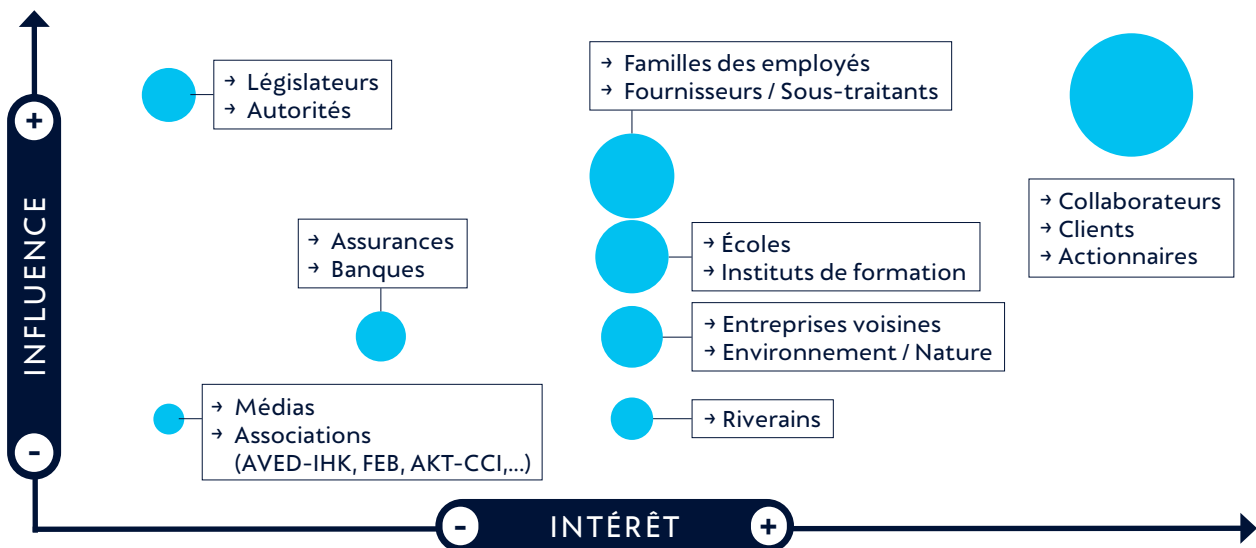 → Législateurs
→ Autorités
→ Familles des employés
→ Fournisseurs / Sous-traitants
→ Collaborateurs
→ Clients
→ Actionnaires
→ Assurances
→ Banques
→ Écoles
→ Instituts de formation
→ Entreprises voisines
→ Environnement / Nature
→ Médias
→ Associations
(AVED-IHK, FEB, AKT-CCI,...)
→ Riverains
+
INFLUENCE
-
-
INTÉRÊT
+